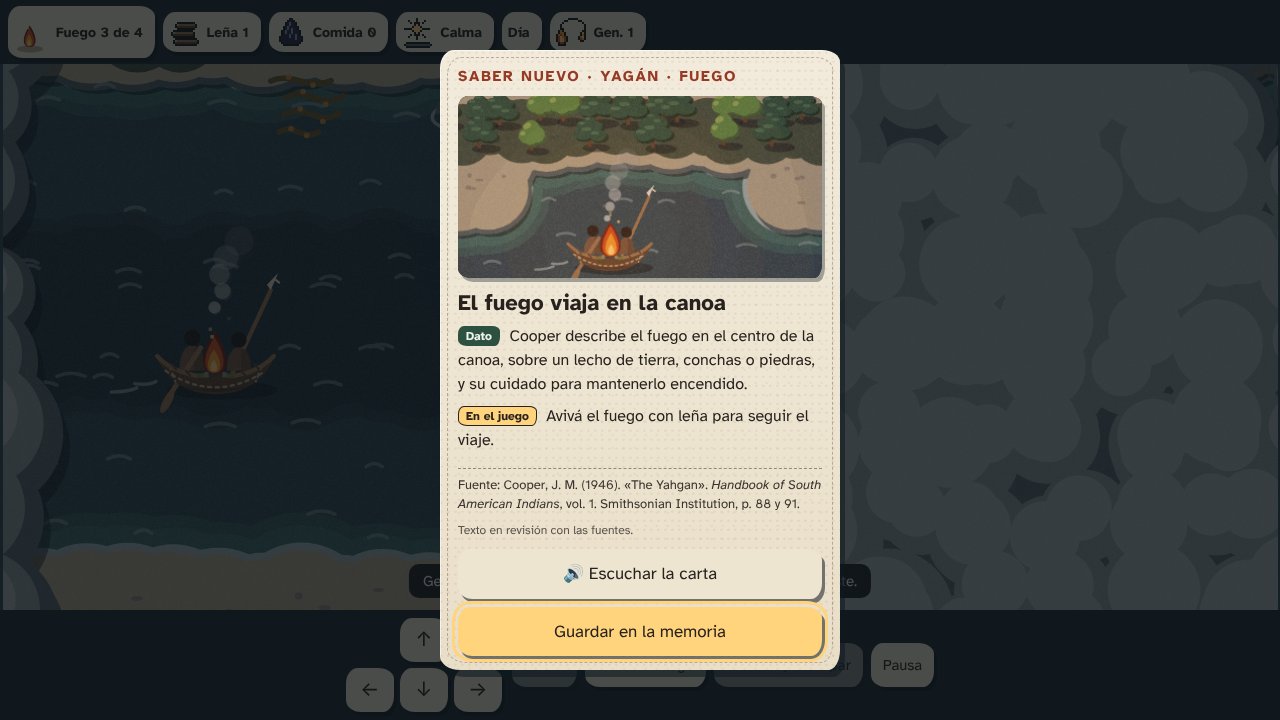 Fuego 3 de 4
Leña 1
Comida 0
Calma
Día
Gen. 1
SABER NUEVO · YAGÁN · FUEGO
El fuego viaja en la canoa
Dato Cooper describe el fuego en el centro de la
canoa, sobre un lecho de tierra, conchas o piedras,
y su cuidado para mantenerlo encendido.
En el juego Avivá el fuego con leña para seguir el
viaje.
Fuente: Cooper, J. M. (1946). «The Yahgan». Handbook of South
American Indians, vol. 1. Smithsonian Institution, p. 88 y 91.
Texto en revisión con las fuentes.
🔊 Escuchar la carta
Guardar en la memoria
↑
Pausa
← ↓ →